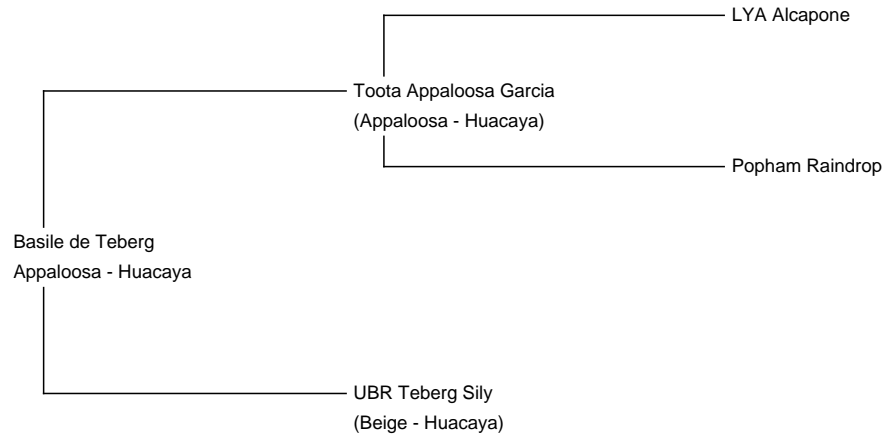 LYA Alcapone
Toota Appaloosa Garcia
(Appaloosa - Huacaya)
Popham Raindrop
Basile de Teberg
Appaloosa - Huacaya
UBR Teberg Sily
(Beige - Huacaya)